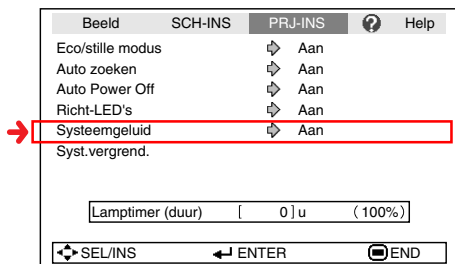 Beeld SCH-INS PRJ-INS ? Help
Eco/stille modus Aan
Auto zoeken Aan
Auto Power Off Aan
Richt-LED's Aan
Systeemgeluid Aan
Syst.vergrend.
Lamptimer (duur) [ 0] u (100%)
SEL/INS ENTER END